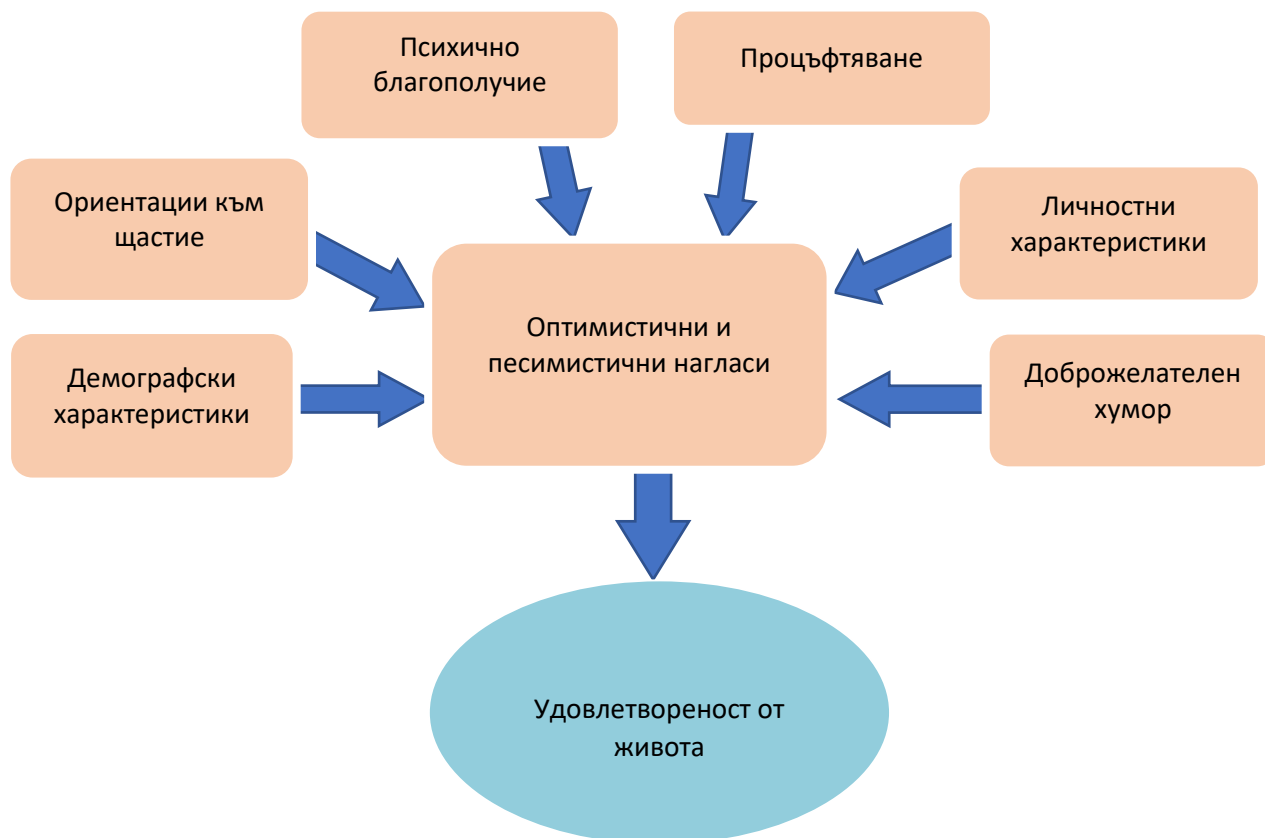 Психично
благополучие
Процъфтяване
Ориентации към
щастие
Личностни
характеристики
Оптимистични и
песимистични нагласи
Демографски
характеристики
Доброжелателен
хумор
Удовлетвореност от
живота